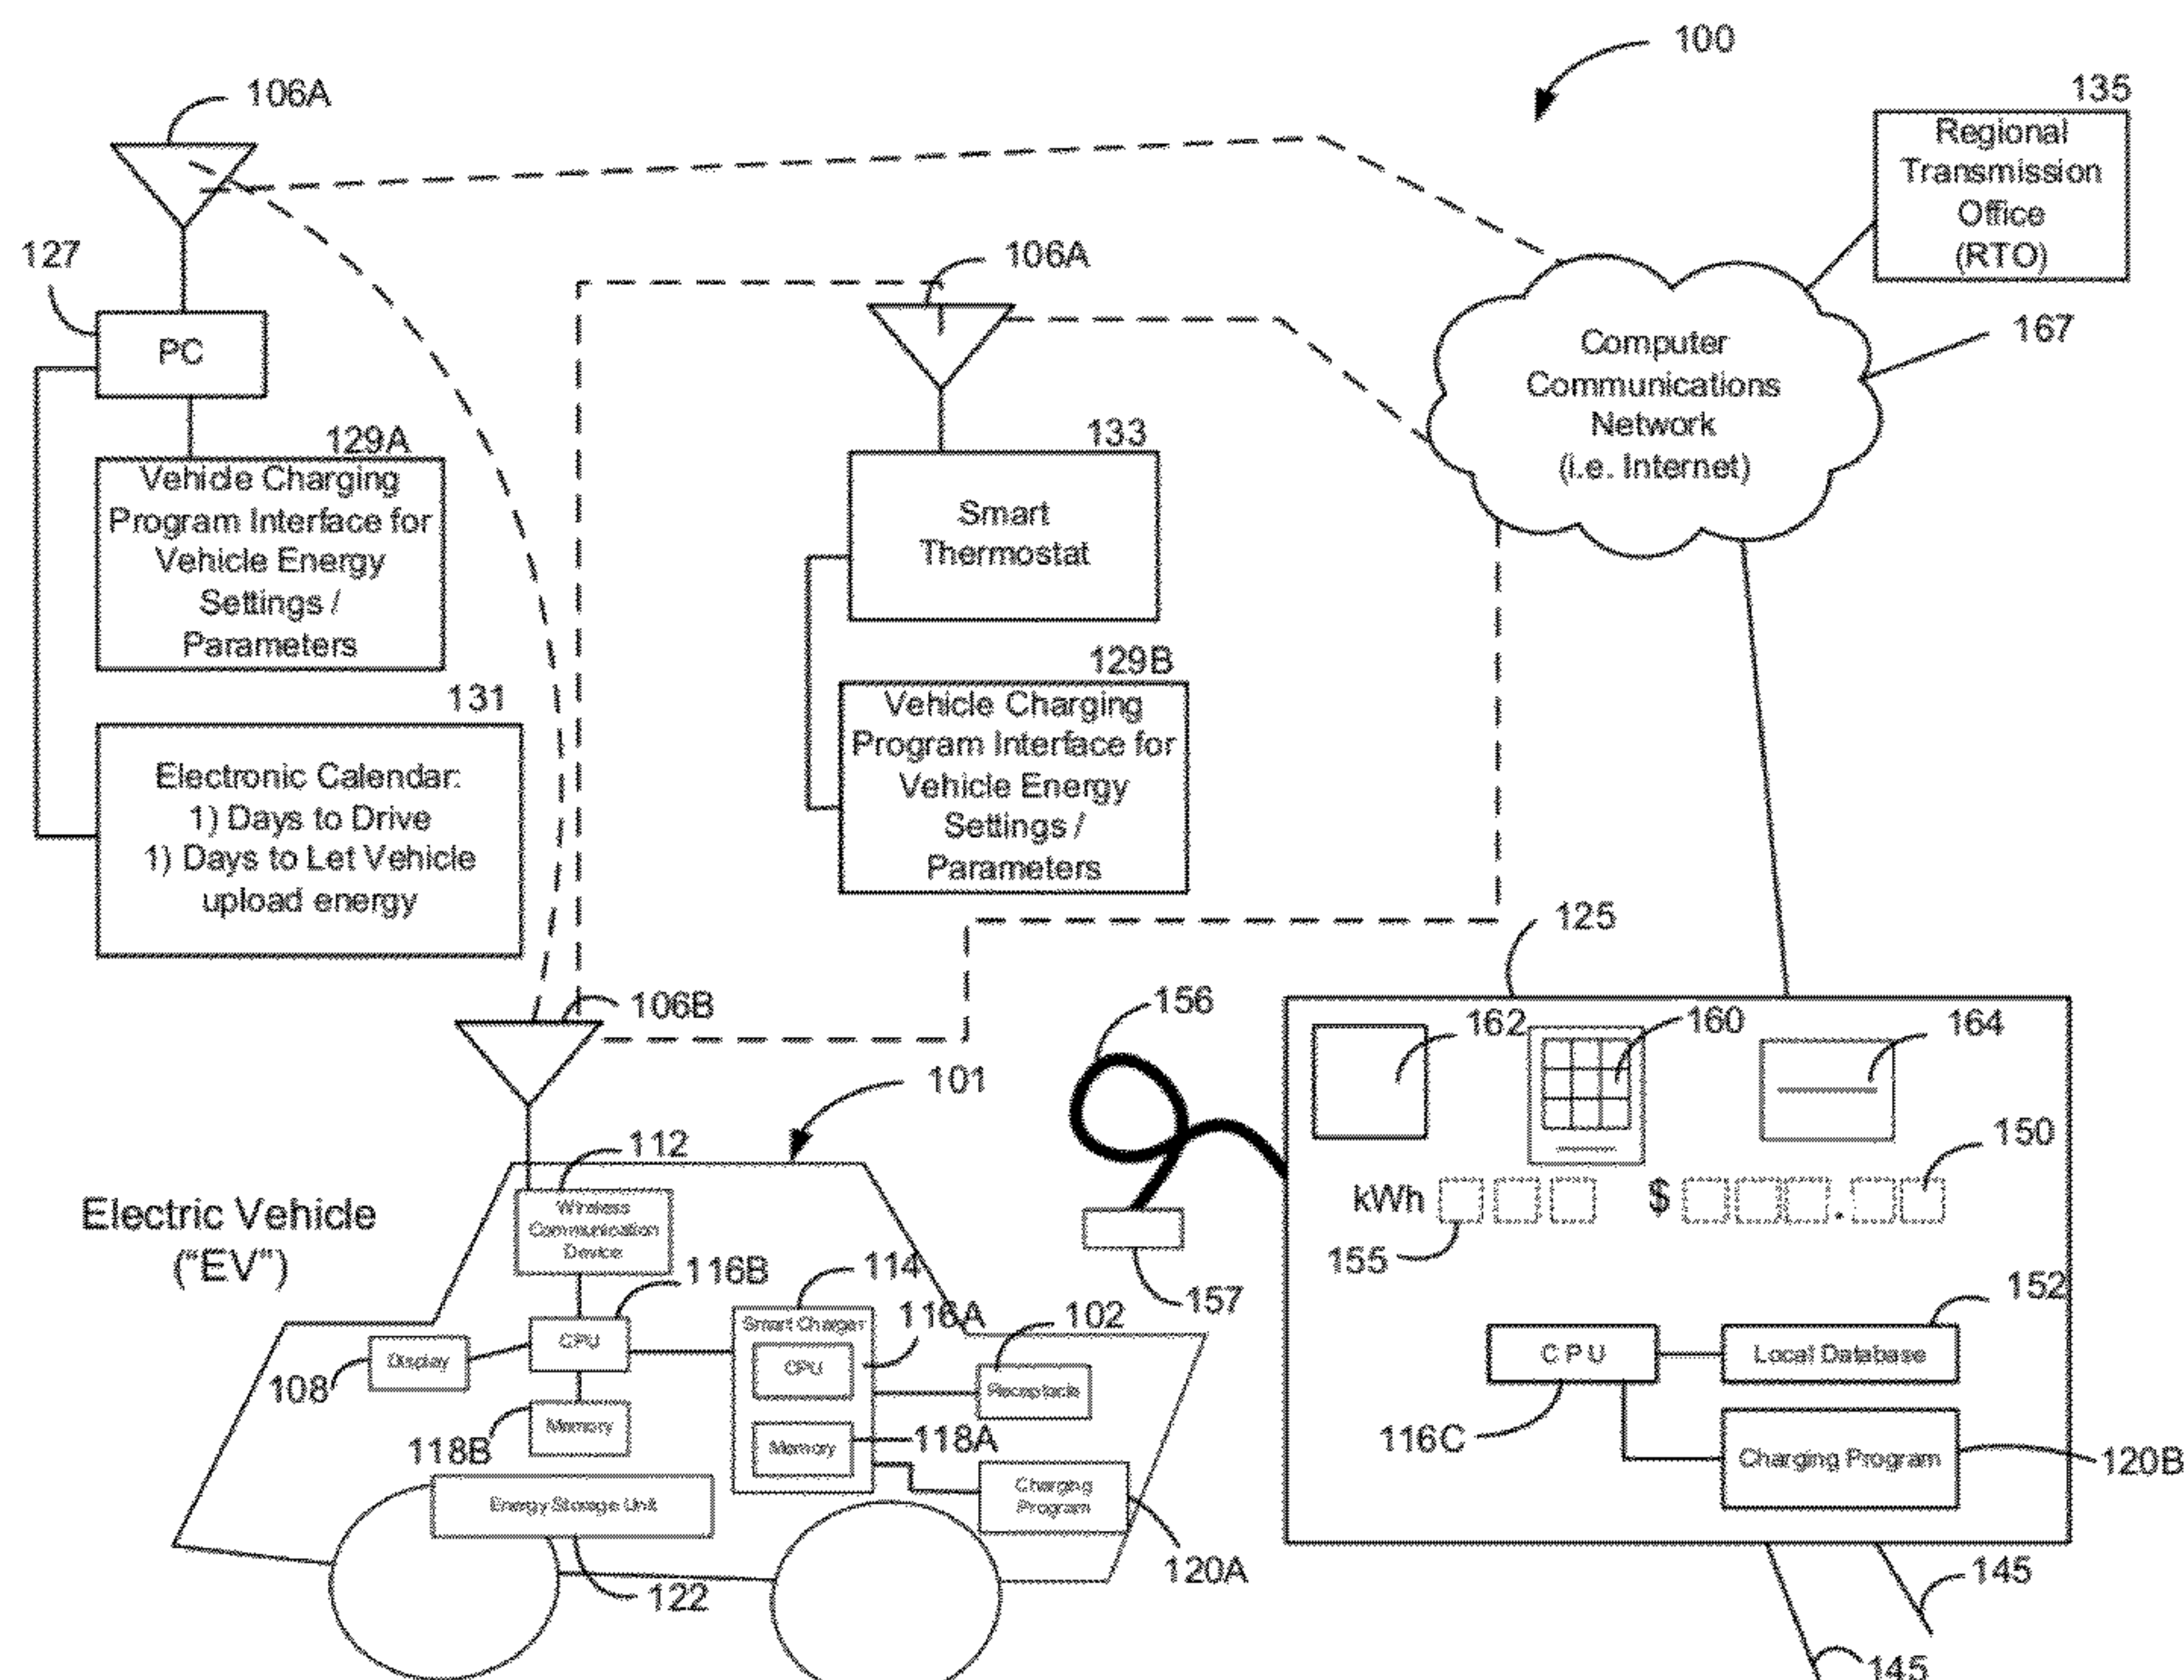 100
106A
135
Regional
Transmission
Office
(RTO)
127
106A
PC
167
Computer
Communications
Network
(i.e. Internet)
129A
Vehicle Charging
Program Interface for
Vehicle Energy
Settings /
Parameters
133
Smart
Thermostat
131
Electronic Calendar:
1) Days to Drive
1) Days to Let Vehicle
upload energy
129B
Vehicle Charging
Program Interface for
Vehicle Energy
Settings /
Parameters
125
106B
156
162
160
164
101
150
112
Electric Vehicle
("EV")
Wireless
Communication
Device
kWh
$
.
155
157
116B
114
116A
102
152
Smart Charger
CPU
CPU
Display
108
Receptacle
C P U
Local Database
Memory
118B
Memory
118A
116C
Charging Program
120B
Energy Storage Unit
Charging
Program
120A
122
145
145